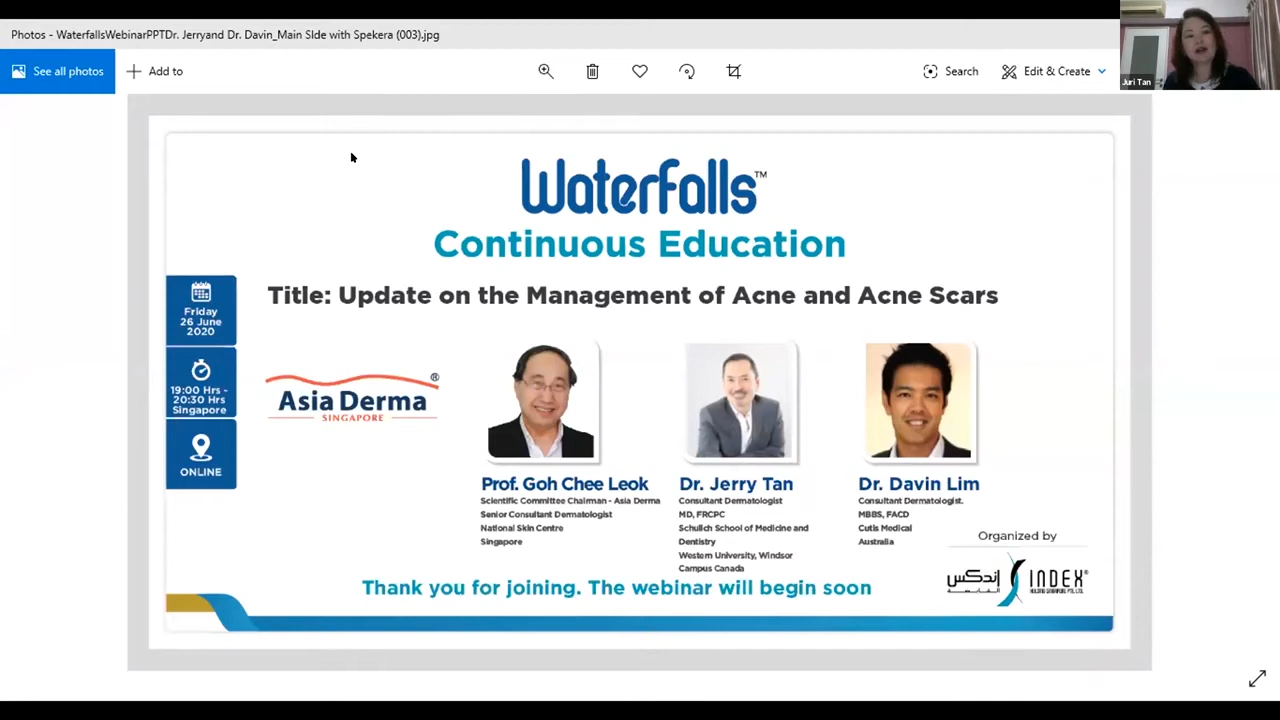 Photos - WaterfallsWebinarPPTDr. Jerryand Dr. Davin_Main Slde with Spekera (003).jpg
Juri Tan
See all photos
Add to
Search
Edit & Create
Waterfalls™
Continuous Education
Title: Update on the Management of Acne and Acne Scars
Friday
26 June
2020
19:00 Hrs -
20:30 Hrs
Singapore
ONLINE
Asia Derma®
SINGAPORE
Prof. Goh Chee Leok
Scientific Committee Chairman - Asia Derma
Senior Consultant Dermatologist
National Skin Centre
Singapore
Dr. Jerry Tan
Consultant Dermatologist
MD, FRCPC
Schulich School of Medicine and
Dentistry
Western University, Windsor
Campus Canada
Dr. Davin Lim
Consultant Dermatologist.
MBBS, FACD
Cutis Medical
Australia
Organized by
إندكس
INDEX®
HOLDING SINGAPORE PTE. LTD.
Thank you for joining. The webinar will begin soon